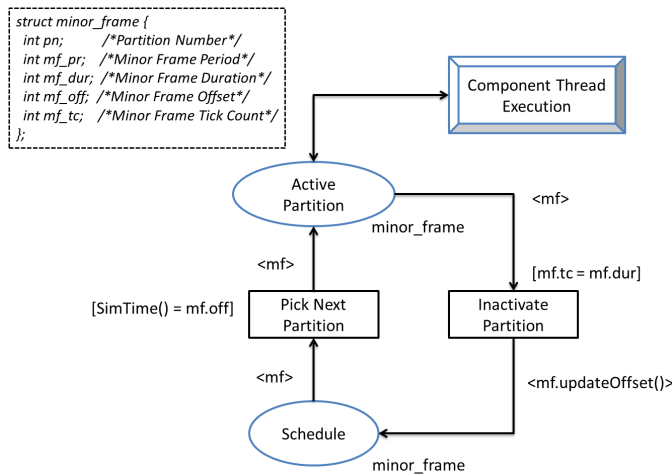 struct minor_frame {
int pn; /*Partition Number*/
int mf_pr; /*Minor Frame Period*/
int mf_dur; /*Minor Frame Duration*/
int mf_off; /*Minor Frame Offset*/
int mf_tc; /*Minor Frame Tick Count*/
};
Component Thread
Execution
Active
Partition
<mf>
minor_frame
<mf>
[mf.tc = mf.dur]
[SimTime() = mf.off]
Pick Next
Partition
Inactivate
Partition
<mf>
<mf.updateOffset()>
Schedule
minor_frame